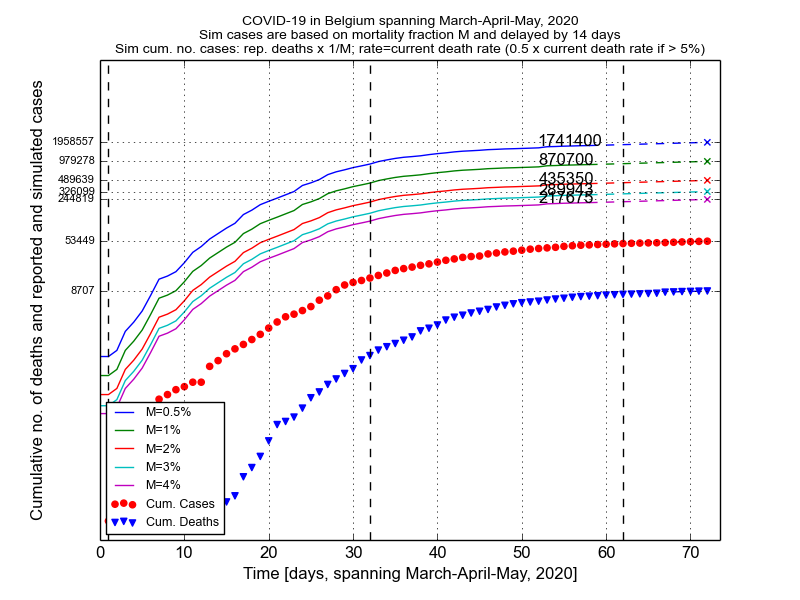 COVID-19 in Belgium spanning March-April-May, 2020
Sim cases are based on mortality fraction M and delayed by 14 days
Sim cum. no. cases: rep. deaths x 1/M; rate=current death rate (0.5 x current death rate if > 5%)
Cumulative no. of deaths and reported and simulated cases
1958557
979278
489639
326099
244819
53449
8707
1741400
870700
435350
289943
217675
M=0.5%
M=1%
M=2%
M=3%
M=4%
Cum. Cases
Cum. Deaths
0 10 20 30 40 50 60 70
Time [days, spanning March-April-May, 2020]